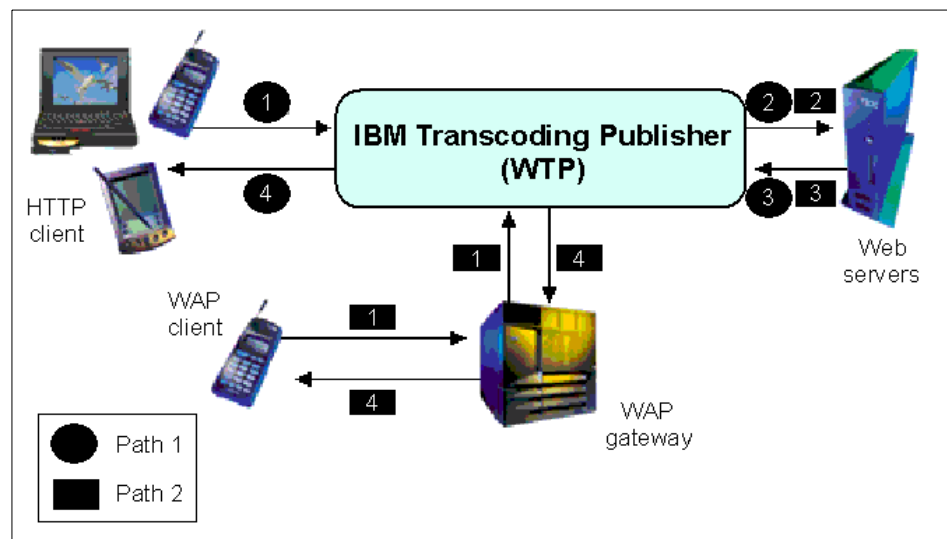 1
2
2
IBM Transcoding Publisher
(WTP)
4
3
3
HTTP
client
Web
servers
1
4
WAP
client
1
4
WAP
gateway
Path 1
Path 2